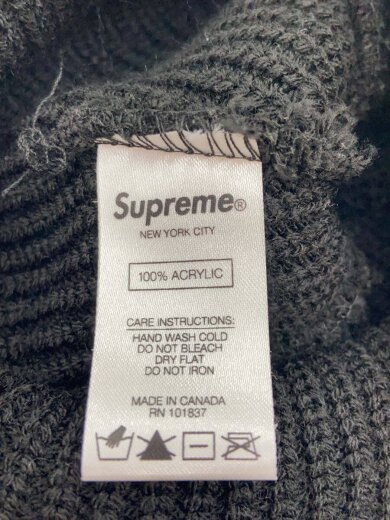 Supreme®
NEW YORK CITY
100% ACRYLIC
CARE INSTRUCTIONS:
HAND WASH COLD
DO NOT BLEACH
DRY FLAT
DO NOT IRON
MADE IN CANADA
RN 101837